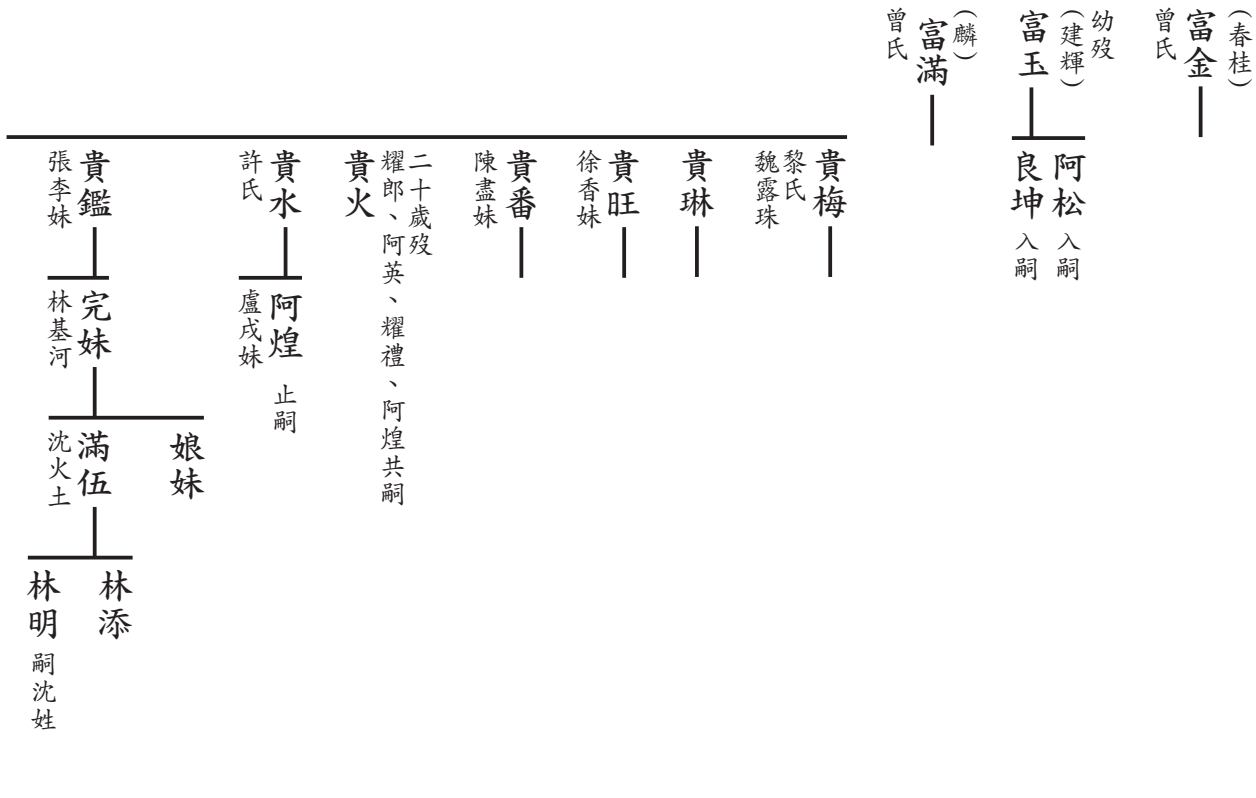 （春桂）
富金
曾氏
幼歿
（建輝）
富玉
阿松 入嗣
良坤 入嗣
（麟）
富滿
曾氏
貴梅
黎氏
魏露珠
貴琳
貴旺
徐香妹
貴番
陳盡妹
二十歲歿
耀郎、阿英、耀禮、阿煌共嗣
貴火
貴水
許氏
阿煌 止嗣
盧戌妹
貴鑑
張李妹
完妹
林基河
娘妹
滿伍
沈火土
林添
林明 嗣沈姓